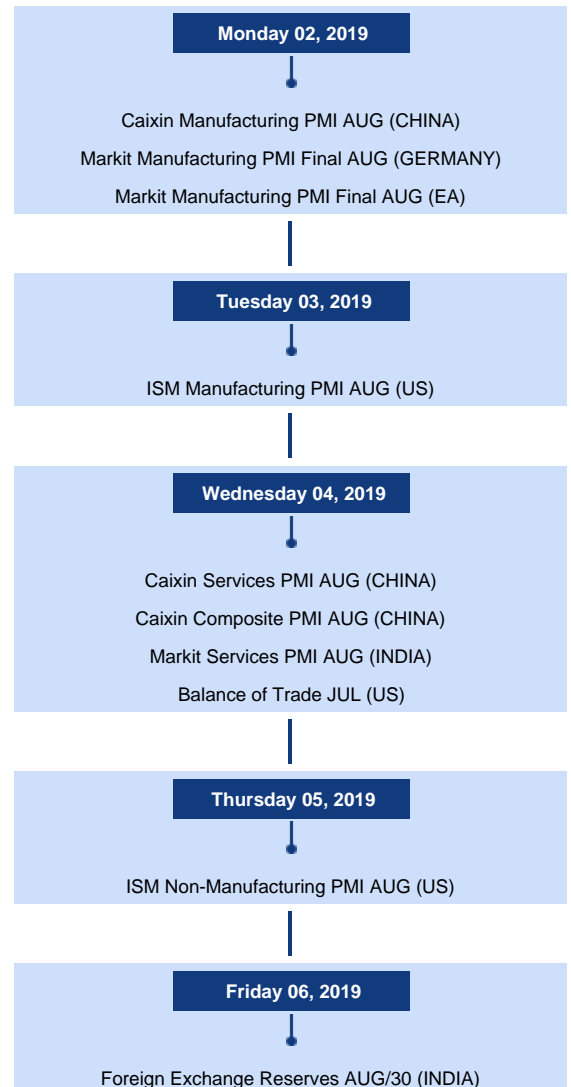 Monday 02, 2019
Caixin Manufacturing PMI AUG (CHINA)
Markit Manufacturing PMI Final AUG (GERMANY)
Markit Manufacturing PMI Final AUG (EA)
Tuesday 03, 2019
ISM Manufacturing PMI AUG (US)
Wednesday 04, 2019
Caixin Services PMI AUG (CHINA)
Caixin Composite PMI AUG (CHINA)
Markit Services PMI AUG (INDIA)
Balance of Trade JUL (US)
Thursday 05, 2019
ISM Non-Manufacturing PMI AUG (US)
Friday 06, 2019
Foreign Exchange Reserves AUG/30 (INDIA)